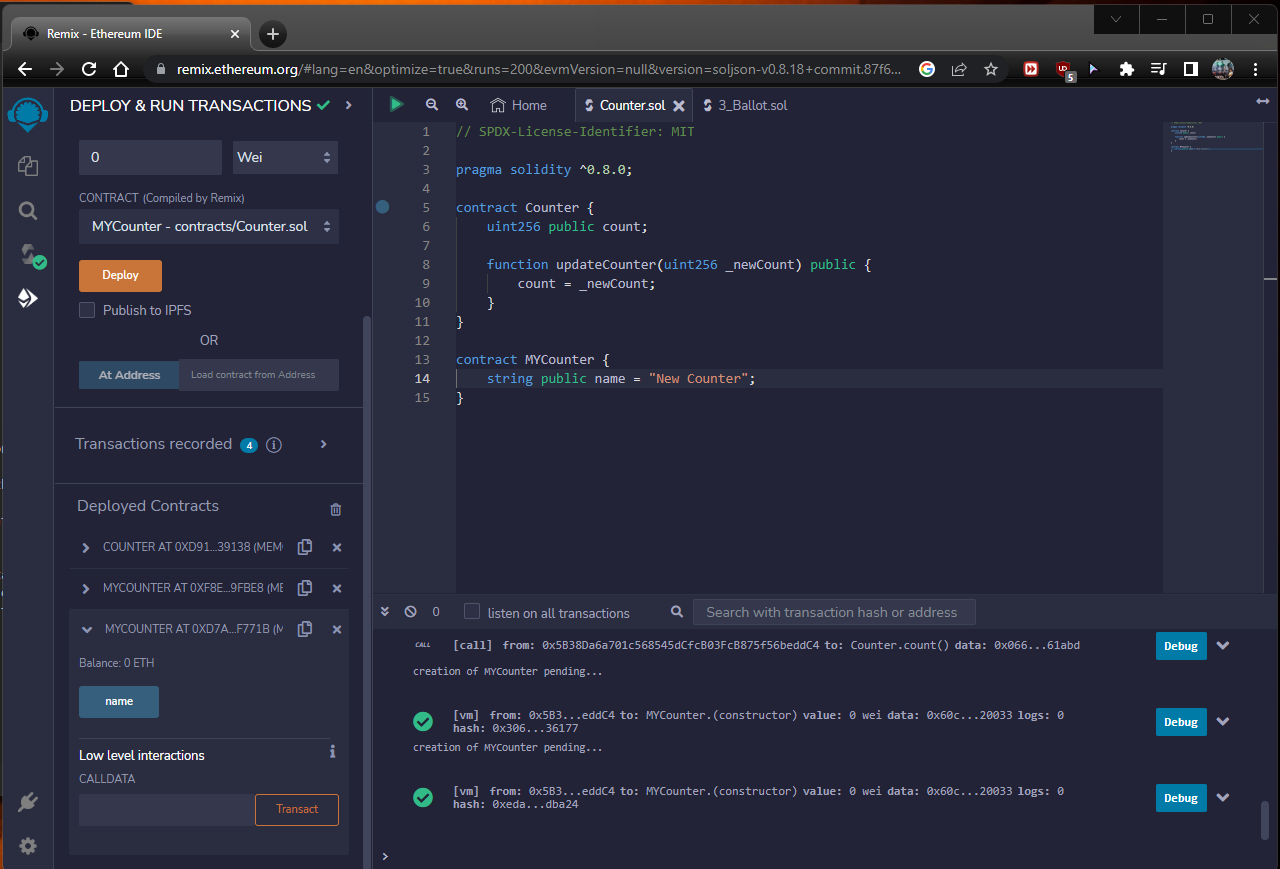 Remix - Ethereum IDE
remix.ethereum.org/#lang=en&optimize=true&runs=200&evmVersion=null&version=soljson-v0.8.18+commit.87f6...
5
DEPLOY & RUN TRANSACTIONS
0
Wei
CONTRACT (Compiled by Remix)
MYCounter - contracts/Counter.sol
Deploy
Publish to IPFS
OR
At Address Load contract from Address
Transactions recorded 4 i
Deployed Contracts
COUNTER AT 0XD91...39138 (MEM
MYCOUNTER AT 0XF8E...9FBE8 (ME
MYCOUNTER AT 0XD7A...F771B (M
Balance: 0 ETH
name
Low level interactions i
CALLDATA
Transact
Home Counter.sol 3_Ballot.sol
1 // SPDX-License-Identifier: MIT
2
3 pragma solidity ^0.8.0;
4
5 contract Counter {
6 uint256 public count;
7
8 function updateCounter(uint256 _newCount) public {
9 count = _newCount;
10 }
11 }
12
13 contract MYCounter {
14 string public name = "New Counter";
15 }
0 listen on all transactions Search with transaction hash or address
CALL [call] from: 0x5B38Da6a701c568545dCfcB03FcB875f56beddC4 to: Counter.count() data: 0x066...61abd Debug
creation of MYCounter pending...
[vm] from: 0x5B3...eddC4 to: MYCounter.(constructor) value: 0 wei data: 0x60c...20033 logs: 0 Debug
hash: 0x306...36177
creation of MYCounter pending...
[vm] from: 0x5B3...eddC4 to: MYCounter.(constructor) value: 0 wei data: 0x60c...20033 logs: 0 Debug
hash: 0xeda...dba24
>